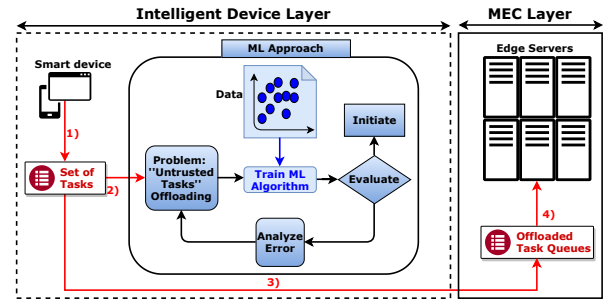 Intelligent Device Layer
MEC Layer
ML Approach
Edge Servers
Smart device
Data
Initiate
1)
Problem:
"Untrusted
Tasks"
Offloading
Set of
Tasks
2)
Train ML
Algorithm
Evaluate
4)
Analyze
Error
Offloaded
Task Queues
3)